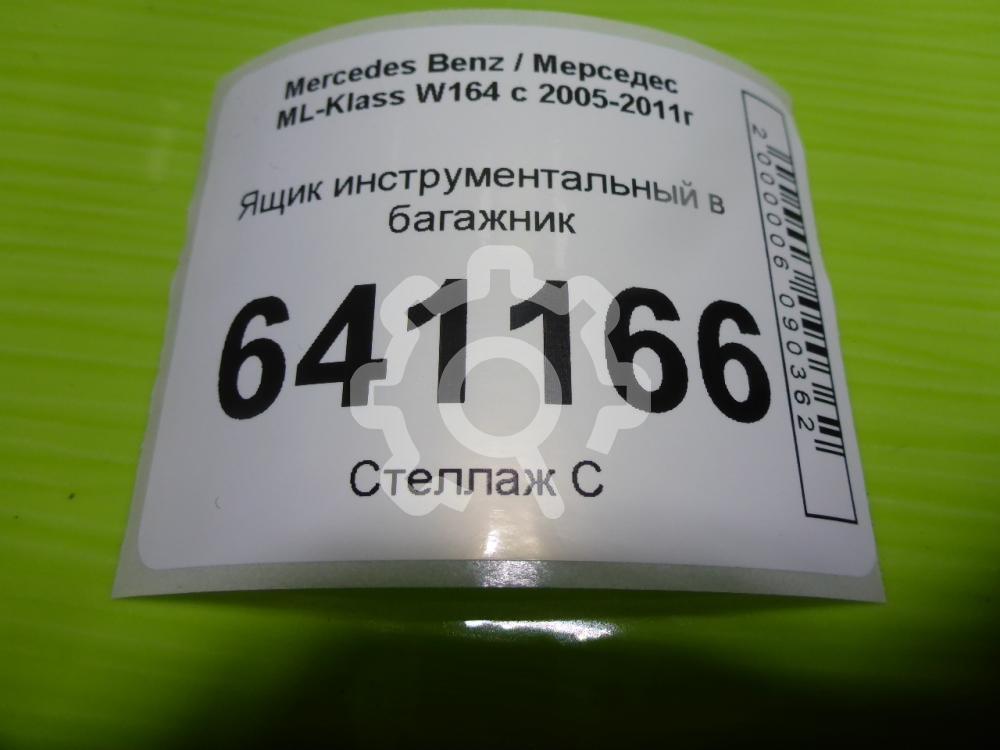 Mercedes Benz / Мерседес
ML-Klass W164 с 2005-2011г
Ящик инструментальный в
багажник
641166
Стеллаж С
2000006090362